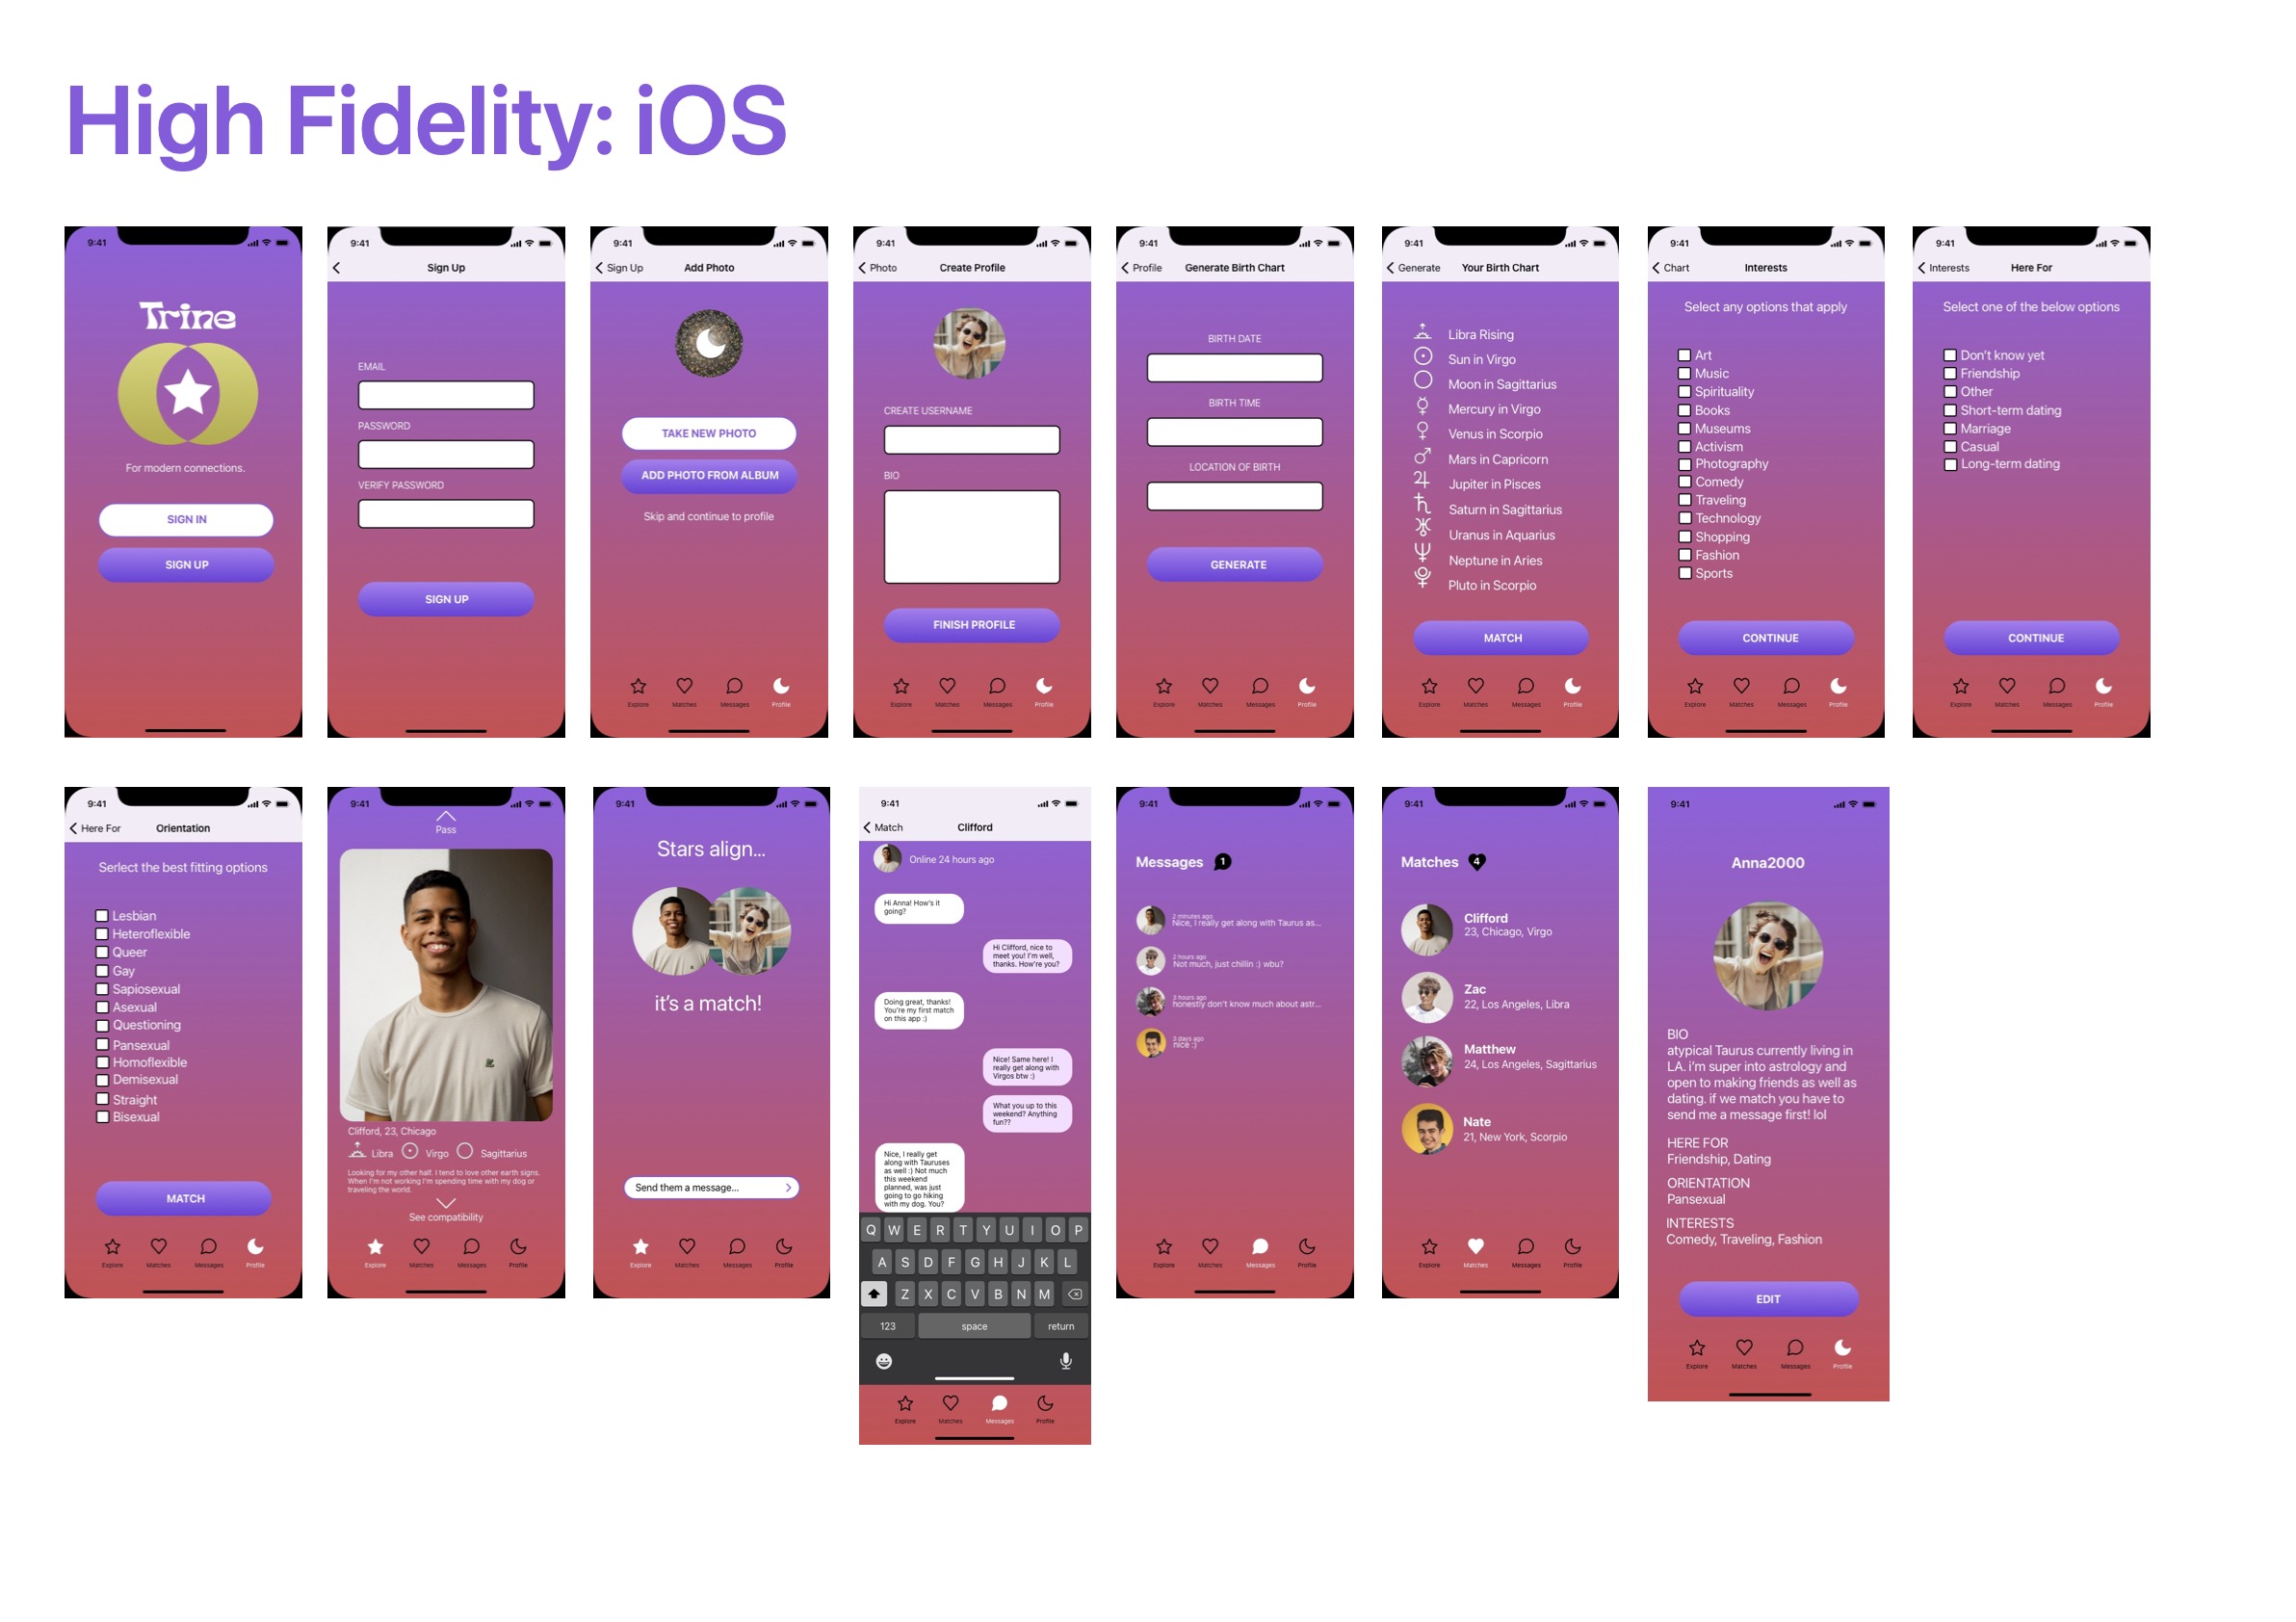 High Fidelity: iOS
9:41
Trine
For modern connections.
SIGN IN
SIGN UP
9:41
Sign Up
EMAIL
PASSWORD
VERIFY PASSWORD
SIGN UP
9:41
Sign Up
Add Photo
TAKE NEW PHOTO
ADD PHOTO FROM ALBUM
Skip and continue to profile
Explore Matches Messages Profile
9:41
Photo
Create Profile
CREATE USERNAME
BIO
FINISH PROFILE
Explore Matches Messages Profile
9:41
Profile
Generate Birth Chart
BIRTH DATE
BIRTH TIME
LOCATION OF BIRTH
GENERATE
Explore Matches Messages Profile
9:41
Generate
Your Birth Chart
Libra Rising
Sun in Virgo
Moon in Sagittarius
Mercury in Virgo
Venus in Scorpio
Mars in Capricorn
Jupiter in Pisces
Saturn in Sagittarius
Uranus in Aquarius
Neptune in Aries
Pluto in Scorpio
MATCH
Explore Matches Messages Profile
9:41
Chart
Interests
Select any options that apply
Art
Music
Spirituality
Books
Museums
Activism
Photography
Comedy
Traveling
Technology
Shopping
Fashion
Sports
CONTINUE
Explore Matches Messages Profile
9:41
Interests
Here For
Select one of the below options
Don't know yet
Friendship
Other
Short-term dating
Marriage
Casual
Long-term dating
CONTINUE
Explore Matches Messages Profile
9:41
Here For
Orientation
Serlect the best fitting options
Lesbian
Heteroflexible
Queer
Gay
Sapiosexual
Asexual
Questioning
Pansexual
Homoflexible
Demisexual
Straight
Bisexual
MATCH
Explore Matches Messages Profile
9:41
Pass
Clifford, 23, Chicago
Libra Virgo Sagittarius
Looking for my other half. I tend to love other earth signs.
When I'm not working I'm spending time with my dog or
traveling the world.
See compatibility
Explore Matches Messages Profile
9:41
Stars align...
it's a match!
Send them a message...
Explore Matches Messages Profile
9:41
Match
Clifford
Online 24 hours ago
Hi Anna! How's it
going?
Hi Clifford, nice to
meet you! I'm well,
thanks. How're you?
Doing great, thanks!
You're my first match
on this app :)
Nice! Same here! I
really get along with
Virgos btw :)
What you up to this
weekend? Anything
fun??
Nice, I really get
along with Tauruses
as well :) Not much
this weekend
planned, was just
going to go hiking
with my dog. You?
Q W E R T Y U I O P
A S D F G H J K L
Z X C V B N M
123 space return
Explore Matches Messages Profile
9:41
Messages 1
2 minutes ago
Nice, I really get along with Taurus as...
2 hours ago
Not much, just chillin :) wbu?
3 hours ago
honestly don't know much about astr...
3 days ago
nice :)
Explore Matches Messages Profile
9:41
Matches 4
Clifford
23, Chicago, Virgo
Zac
22, Los Angeles, Libra
Matthew
24, Los Angeles, Sagittarius
Nate
21, New York, Scorpio
Explore Matches Messages Profile
9:41
Anna2000
BIO
atypical Taurus currently living in
LA. i'm super into astrology and
open to making friends as well as
dating. if we match you have to
send me a message first! lol
HERE FOR
Friendship, Dating
ORIENTATION
Pansexual
INTERESTS
Comedy, Traveling, Fashion
EDIT
Explore Matches Messages Profile